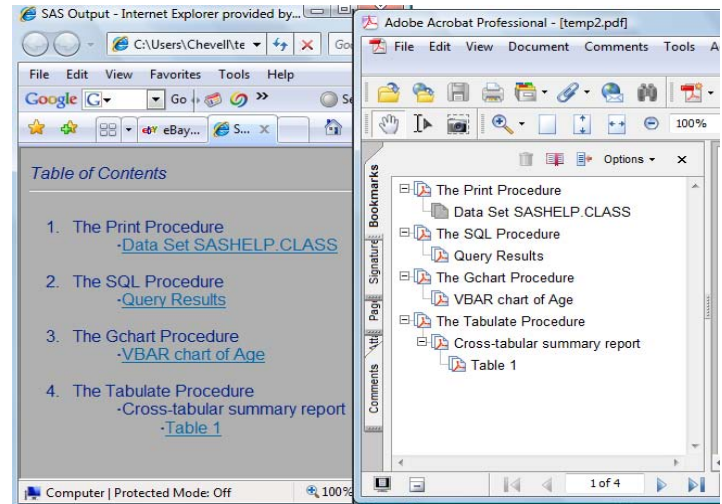 SAS Output - Internet Explorer provided by...
C:\Users\Chevell\te
Goo
File Edit View Favorites Tools Help
Google G Go
eBay... S...
Table of Contents
1. The Print Procedure
·Data Set SASHELP.CLASS
2. The SQL Procedure
·Query Results
3. The Gchart Procedure
·VBAR chart of Age
4. The Tabulate Procedure
·Cross-tabular summary report
·Table 1
Computer | Protected Mode: Off 100%
Adobe Acrobat Professional - [temp2.pdf]
File Edit View Document Comments Tools A
100%
Options
Bookmarks
Signature
Page
Att
Comments
The Print Procedure
Data Set SASHELP.CLASS
The SQL Procedure
Query Results
The Gchart Procedure
VBAR chart of Age
The Tabulate Procedure
Cross-tabular summary report
Table 1
1 of 4